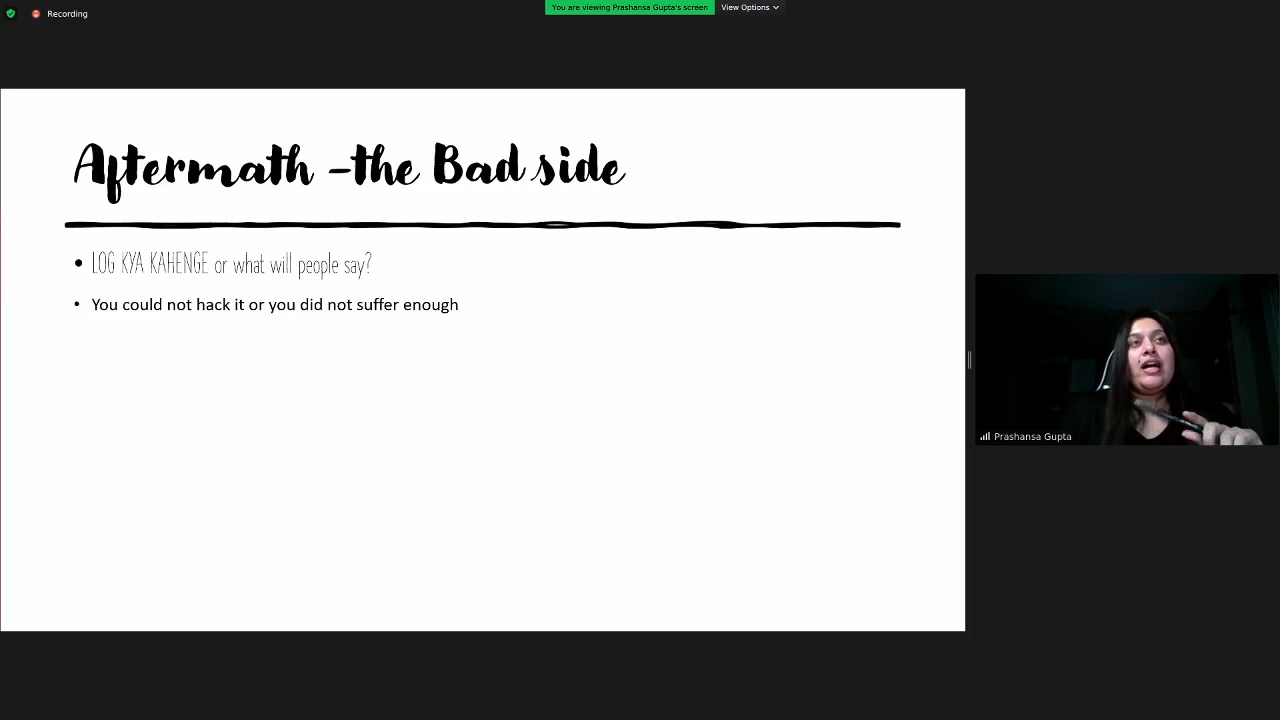 Recording
You are viewing Prashansa Gupta's screen
View Options
Aftermath -the Bad side
• LOG KYA KAHENGE or what will people say?
• You could not hack it or you did not suffer enough
Prashansa Gupta